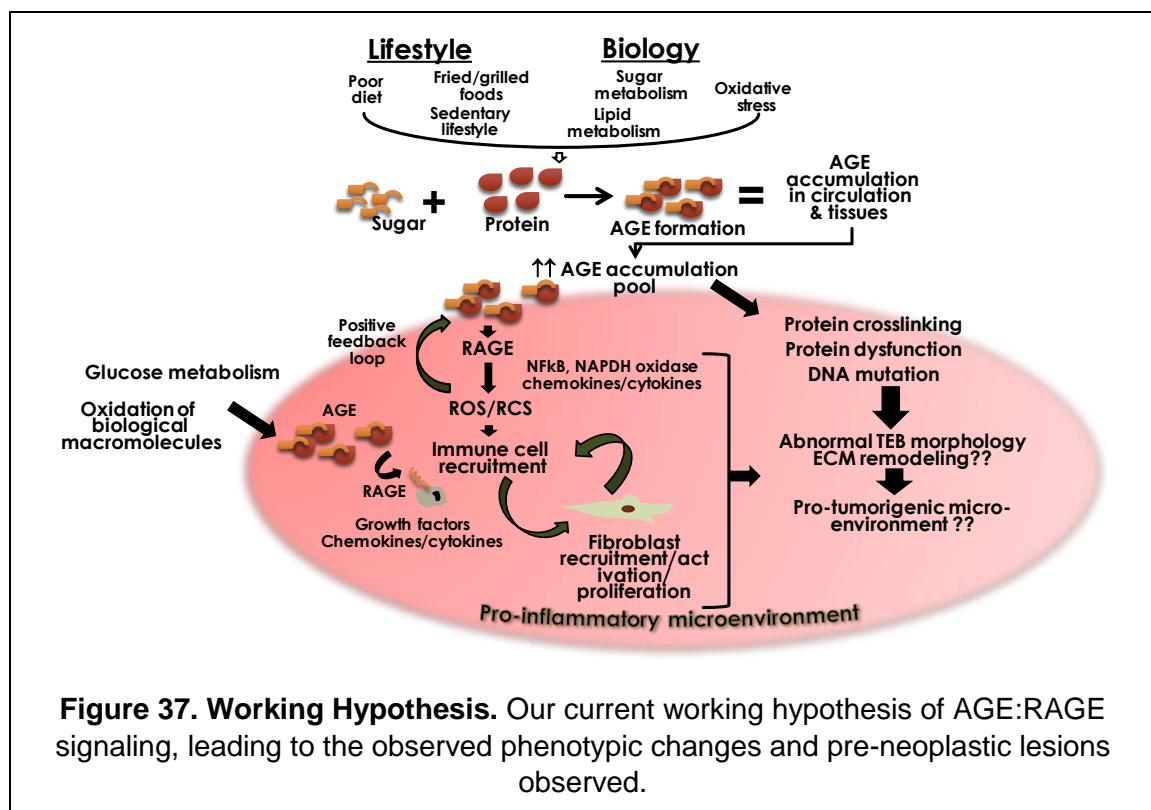 Lifestyle
Biology
Poor
diet
Fried/grilled
foods
Sedentary
lifestyle
Sugar
metabolism
Lipid
metabolism
Oxidative
stress
Sugar
+
Protein
AGE formation
=
AGE
accumulation
in circulation
& tissues
↑↑ AGE accumulation
pool
Positive
feedback
loop
RAGE
NFkB, NAPDH oxidase
chemokines/cytokines
ROS/RCS
Immune cell
recruitment
Glucose metabolism
Oxidation of
biological
macromolecules
AGE
RAGE
Growth factors
Chemokines/cytokines
Fibroblast
recruitment/act
ivation/
proliferation
Protein crosslinking
Protein dysfunction
DNA mutation
Abnormal TEB morphology
ECM remodeling??
Pro-tumorigenic micro-
environment ??
Pro-inflammatory microenvironment
Figure 37. Working Hypothesis. Our current working hypothesis of AGE:RAGE
signaling, leading to the observed phenotypic changes and pre-neoplastic lesions
observed.